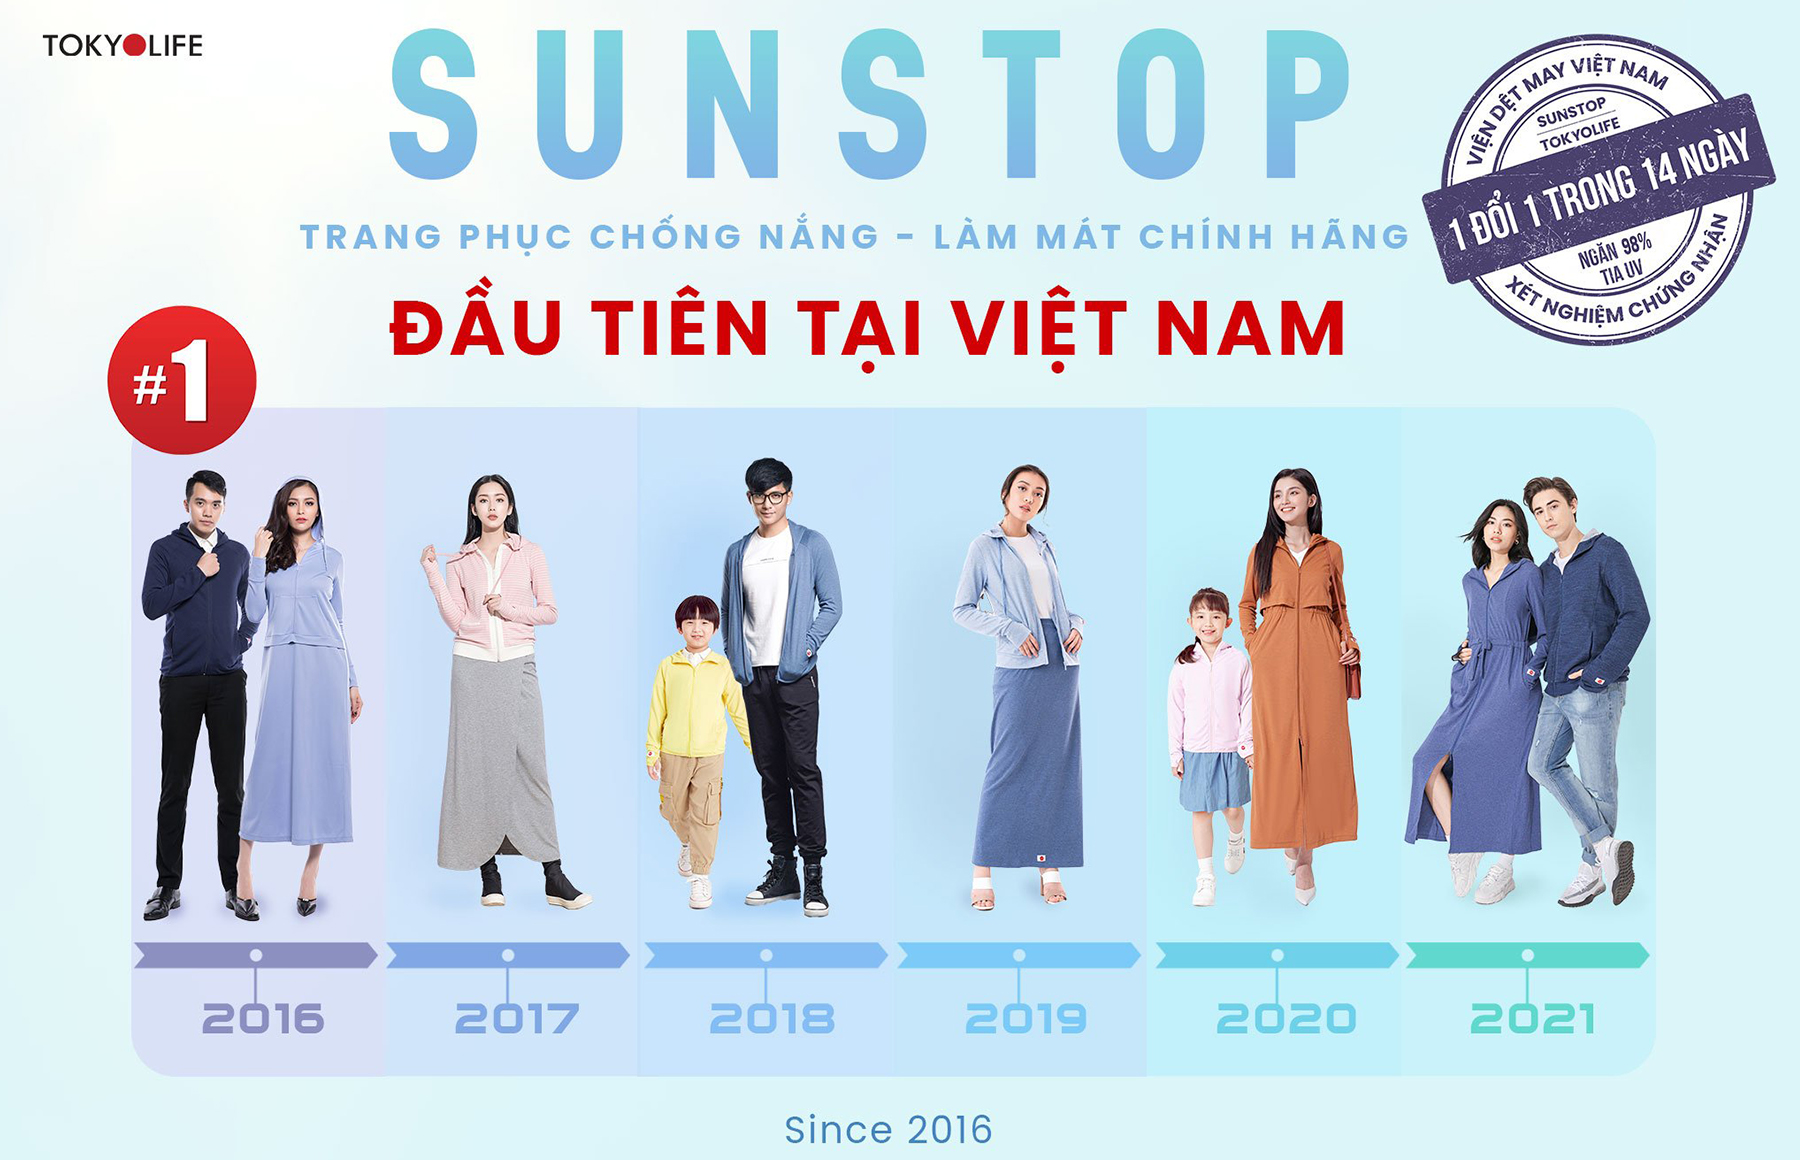 TOKYOLIFE
SUNSTOP
TRANG PHỤC CHỐNG NẮNG - LÀM MÁT CHÍNH HÃNG
ĐẦU TIÊN TẠI VIỆT NAM
VIỆN DỆT MAY VIỆT NAM
SUNSTOP
TOKYOLIFE
1 ĐỔI 1 TRONG 14 NGÀY
NGĂN 98%
TIA UV
XÉT NGHIỆM CHỨNG NHẬN
#1
2016
2017
2018
2019
2020
2021
Since 2016